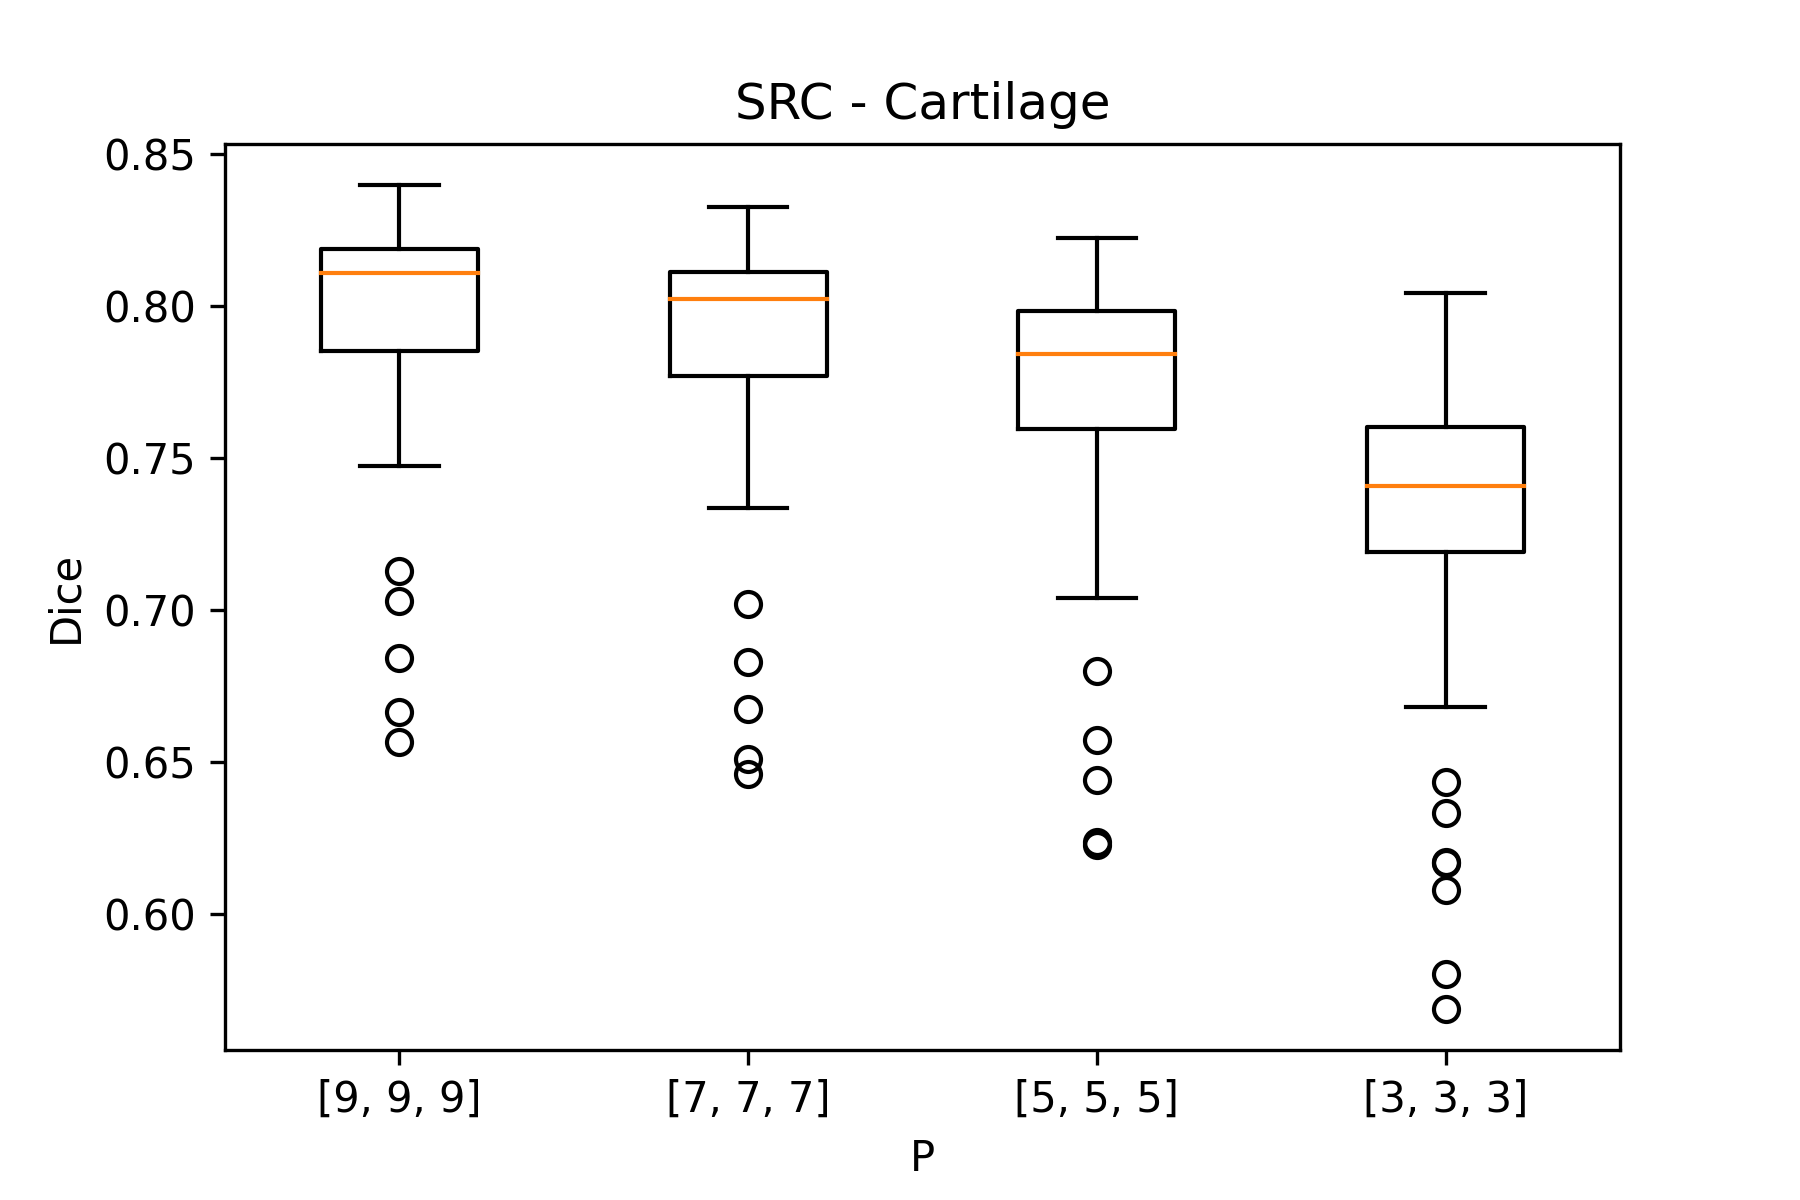 SRC - Cartilage
0.85
0.80
0.75
0.70
0.65
0.60
Dice
[9, 9, 9]
[7, 7, 7]
[5, 5, 5]
[3, 3, 3]
P